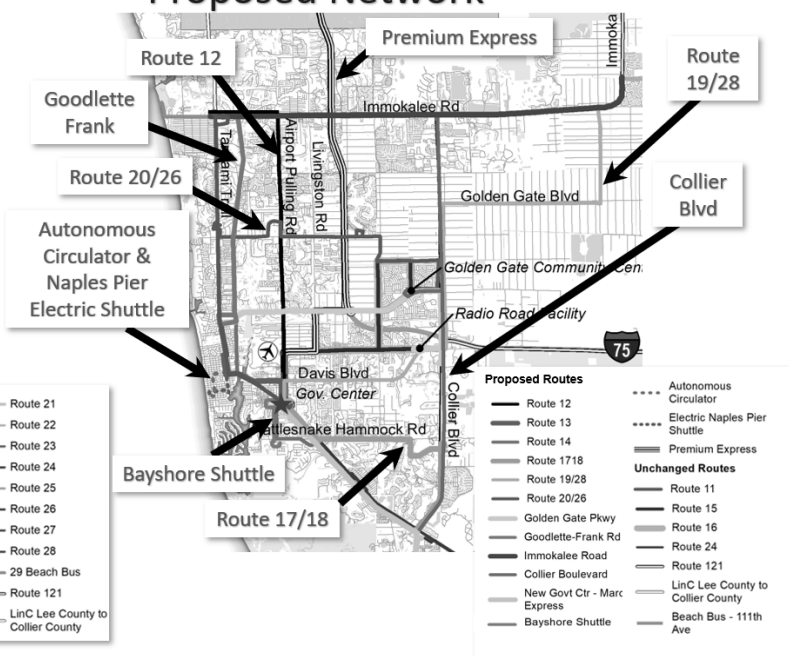 Proposed Network
Route 12
Premium Express
Route
19/28
Goodlette
Frank
Route 20/26
Collier
Blvd
Autonomous
Circulator &
Naples Pier
Electric Shuttle
Bayshore Shuttle
Route 17/18
Immokalee Rd
Immoka
Airport Pulling Rd
Livingston Rd
Golden Gate Blvd
Golden Gate Community Cen
Radio Road Facility
75
Davis Blvd
Gov. Center
attlesnake Hammock Rd
Collier Blvd
Route 21
Route 22
Route 23
Route 24
Route 25
Route 26
Route 27
Route 28
29 Beach Bus
Route 121
LinC Lee County to
Collier County
Proposed Routes
Route 12
Route 13
Route 14
Route 1718
Route 19/28
Route 20/26
Golden Gate Pkwy
Goodlette-Frank Rd
Immokalee Road
Collier Boulevard
New Govt Ctr - Marc
Express
Bayshore Shuttle
Autonomous
Circulator
Electric Naples Pier
Shuttle
Premium Express
Unchanged Routes
Route 11
Route 15
Route 16
Route 24
Route 121
LinC Lee County to
Collier County
Beach Bus - 111th
Ave